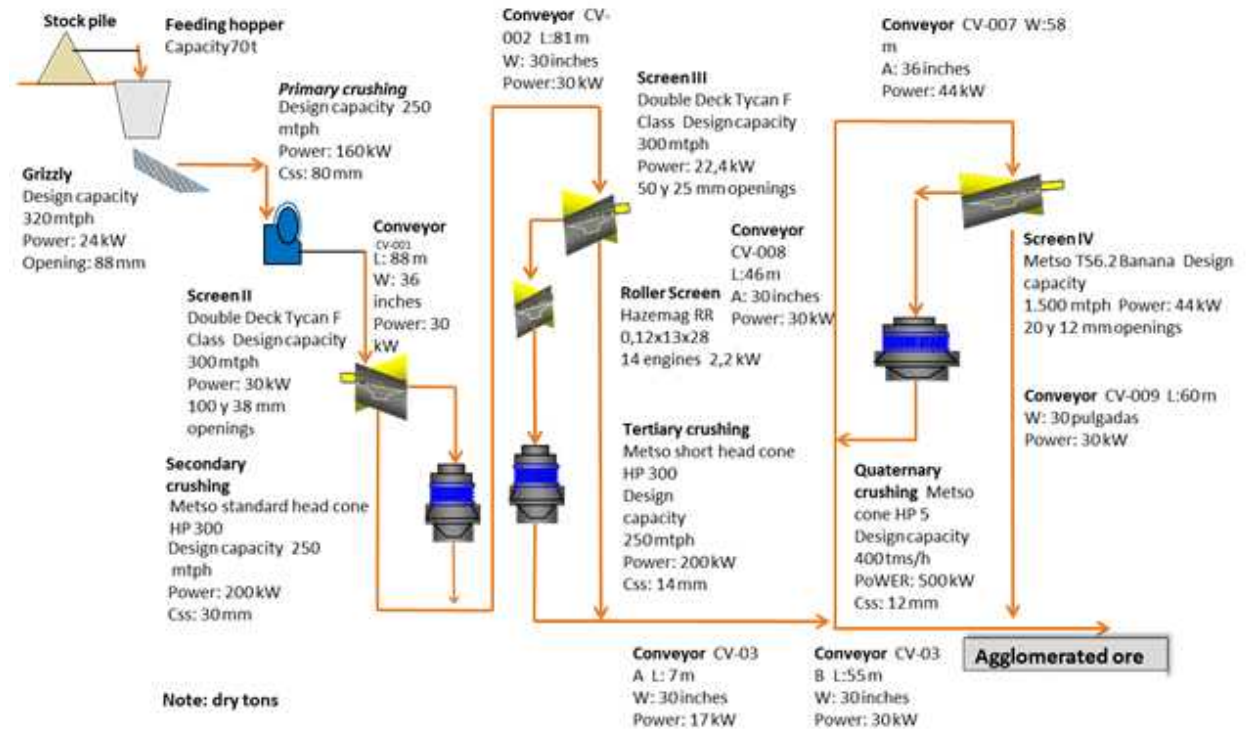 Stock pile
Feeding hopper
Capacity70t
Primary crushing
Design capacity 250
mtph
Power: 160kW
Css: 80mm
Grizzly
Design capacity
320mtph
Power: 24kW
Opening: 88mm
Conveyor
CV-001
L: 88m
W: 36
inches
Power: 30
kW
Screen II
Double Deck Tycan F
Class Design capacity
300mtph
Power: 30kW
100 y 38 mm
openings
Secondary
crushing
Metso standard head cone
HP 300
Design capacity 250
mtph
Power: 200kW
Css: 30mm
Conveyor CV-
002 L:81m
W: 30inches
Power:30kW
Screen III
Double Deck Tycan F
Class Design capacity
300mtph
Power: 22,4kW
50 y 25 mm openings
Roller Screen
Hazemag RR
0,12x13x28
14 engines 2,2 kW
Conveyor
CV-008
L:46m
A: 30inches
Power: 30kW
Tertiary crushing
Metso short head cone
HP 300
Design
capacity
250mtph
Power: 200kW
Css: 14mm
Conveyor CV-007 W:58
m
A: 36inches
Power: 44kW
Screen IV
Metso TS6.2 Banana Design
capacity
1.500 mtph Power: 44kW
20 y 12 mm openings
Conveyor CV-009 L:60m
W: 30pulgadas
Power: 30kW
Quaternary
crushing Metso
cone HP 5
Design capacity
400tms/h
PoWER: 500kW
Css: 12mm
Agglomerated ore
Conveyor CV-03
A L: 7m
W: 30inches
Power: 17kW
Conveyor CV-03
B L:55m
W: 30inches
Power: 30kW
Note: dry tons